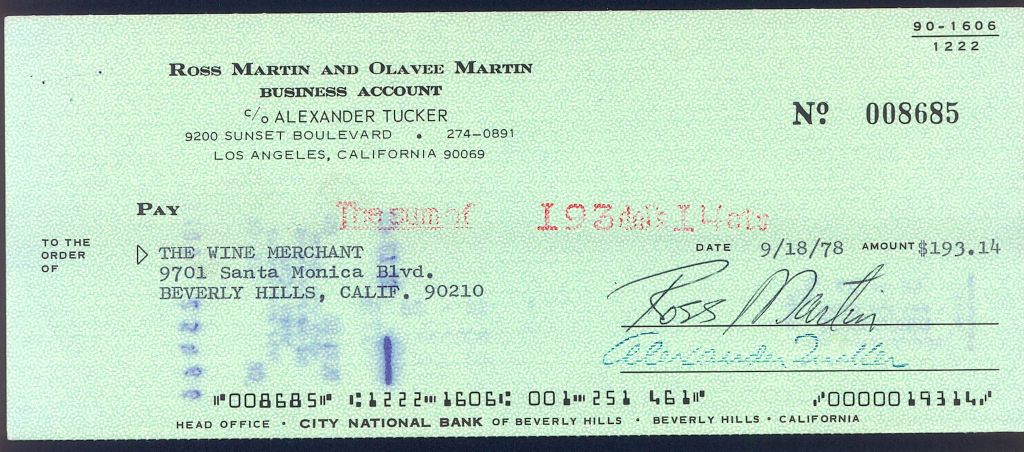 90-1606
1222
ROSS MARTIN AND OLAVEE MARTIN
BUSINESS ACCOUNT
c/o ALEXANDER TUCKER
9200 SUNSET BOULEVARD • 274-0891
LOS ANGELES, CALIFORNIA 90069
No 008685
PAY
The sum of 193 dols 14 cts
TO THE
ORDER
OF
THE WINE MERCHANT
9701 Santa Monica Blvd.
BEVERLY HILLS, CALIF. 90210
DATE 9/18/78 AMOUNT $193.14
Ross Martin
Alexander Tucker
⑈008685⑈ ⑆1222⑉1606⑆ 001⑉251 461⑈ ⑇0000019314⑇
HEAD OFFICE • CITY NATIONAL BANK OF BEVERLY HILLS • BEVERLY HILLS • CALIFORNIA